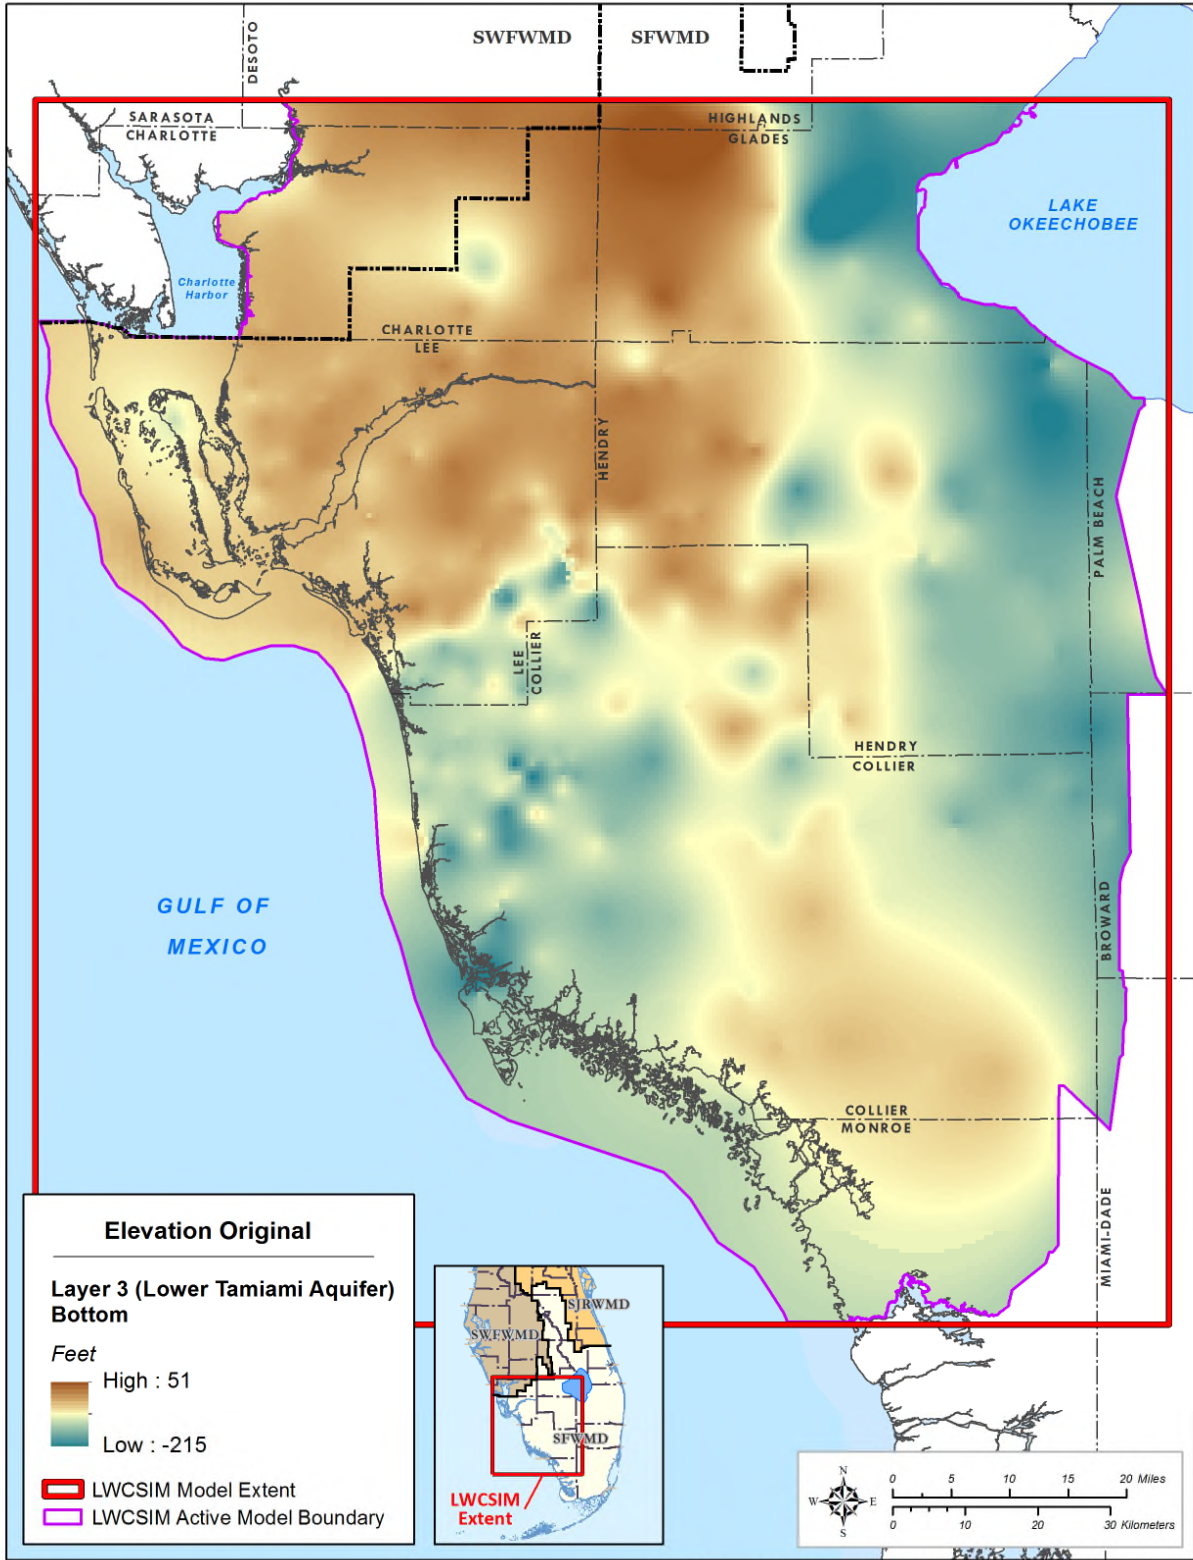 SWFWMD
SFWMD
DESOTO
SARASOTA
CHARLOTTE
HIGHLANDS
GLADES
LAKE
OKEECHOBEE
Charlotte
Harbor
CHARLOTTE
LEE
HENDRY
PALM BEACH
LEE
COLLIER
HENDRY
COLLIER
GULF OF
MEXICO
BROWARD
COLLIER
MONROE
MIAMI-DADE
Elevation Original
Layer 3 (Lower Tamiami Aquifer)
Bottom
Feet
High : 51
Low : -215
LWCSIM Model Extent
LWCSIM Active Model Boundary
SJRWMD
SWFWMD
SFWMD
LWCSIM
Extent
N
W E
S
0 5 10 15 20 Miles
0 10 20 30 Kilometers